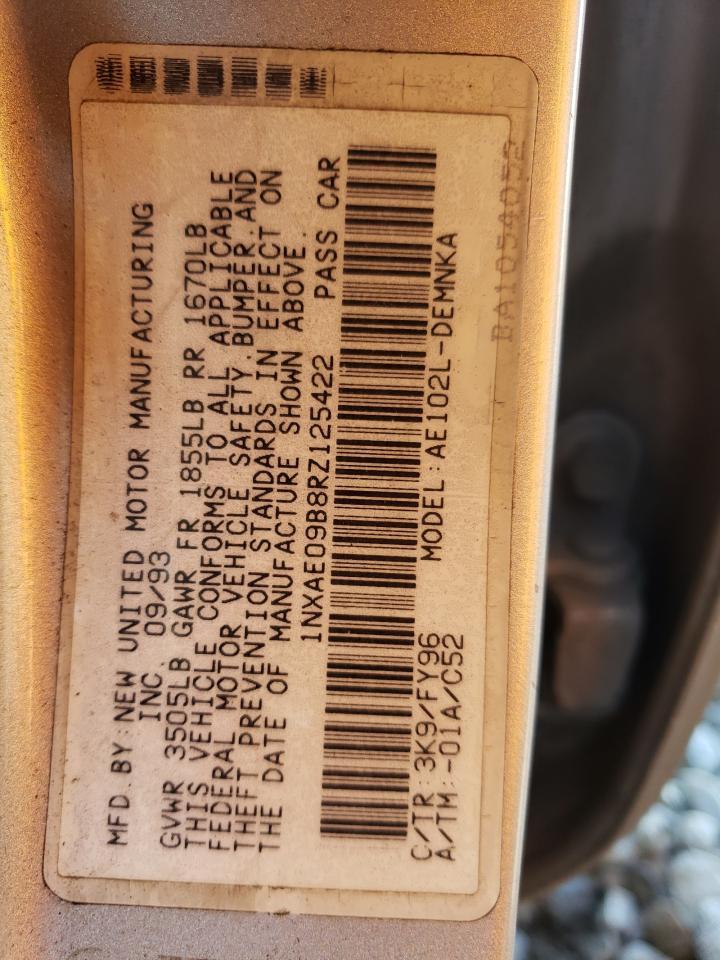 MFD.BY:NEW UNITED MOTOR MANUFACTURING
INC. 09/93
GVWR 3505LB GAWR FR 1855LB RR 1670LB
THIS VEHICLE CONFORMS TO ALL APPLICABLE
FEDERAL MOTOR VEHICLE SAFETY,BUMPER,AND
THEFT PREVENTION STANDARDS IN EFFECT ON
THE DATE OF MANUFACTURE SHOWN ABOVE.
1NXAE09B8RZ125422 PASS CAR
C/TR:3K9/FY96 MODEL:AE102L-DEMNKA
A/TM:-01A/C52
BA1054052